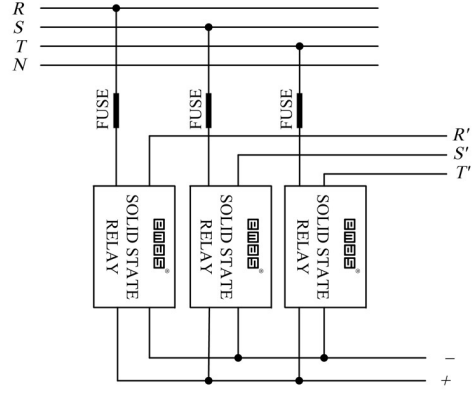 R
S
T
N
FUSE
FUSE
FUSE
R'
S'
T'
SOLID STATE
RELAY
SOLID STATE
RELAY
SOLID STATE
RELAY
−
+